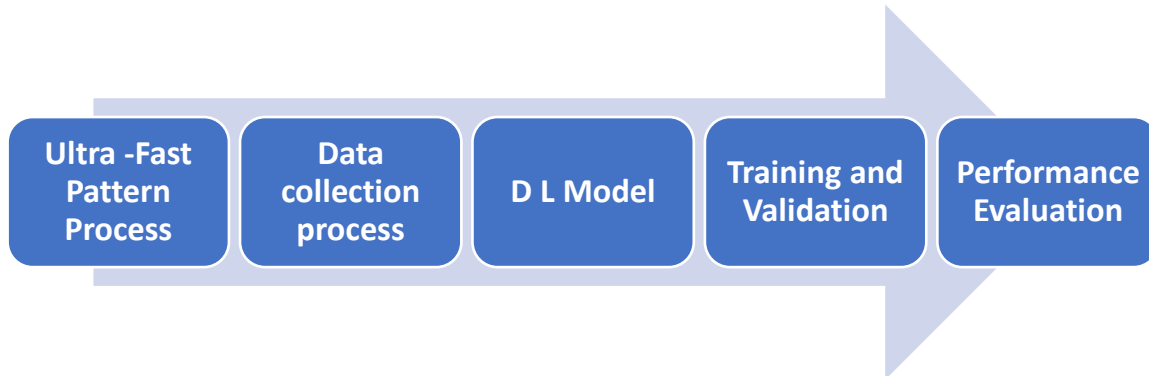 Ultra -Fast
Pattern
Process
Data
collection
process
D L Model
Training and
Validation
Performance
Evaluation